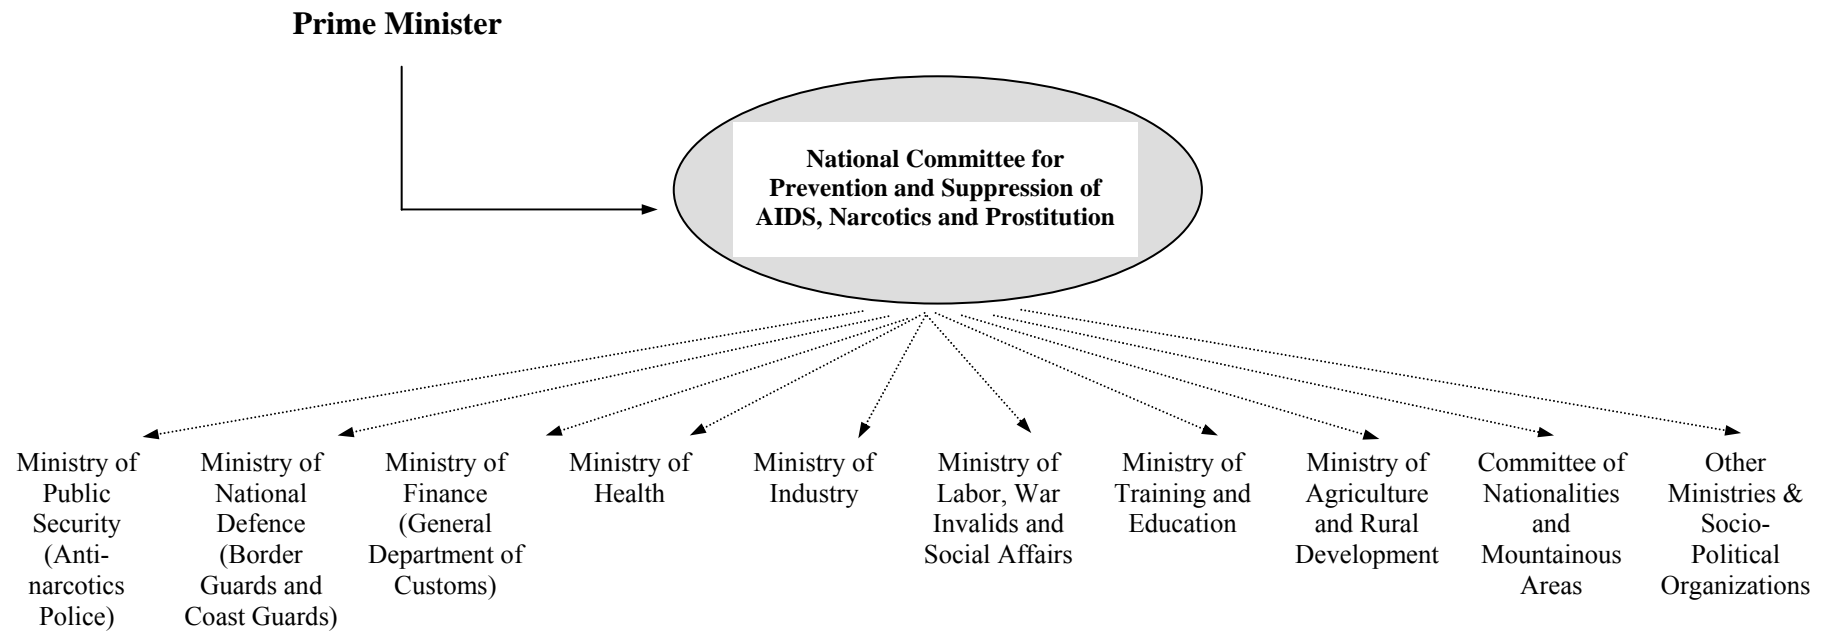 Prime Minister
National Committee for
Prevention and Suppression of
AIDS, Narcotics and Prostitution
Ministry of
Public
Security
(Anti-
narcotics
Police)
Ministry of
National
Defence
(Border
Guards and
Coast Guards)
Ministry of
Finance
(General
Department of
Customs)
Ministry of
Health
Ministry of
Industry
Ministry of
Labor, War
Invalids and
Social Affairs
Ministry of
Training and
Education
Ministry of
Agriculture
and Rural
Development
Committee of
Nationalities
and
Mountainous
Areas
Other
Ministries &
Socio-
Political
Organizations